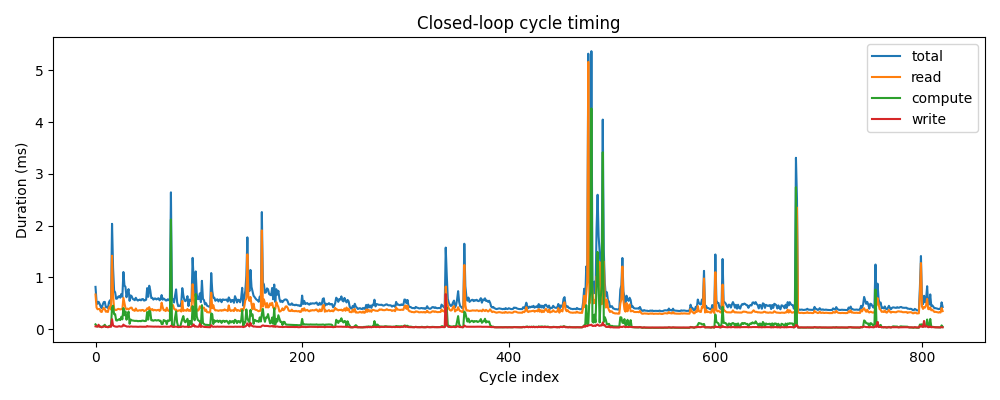 Closed-loop cycle timing
Duration (ms)
5
4
3
2
1
0
total
read
compute
write
0 200 400 600 800
Cycle index